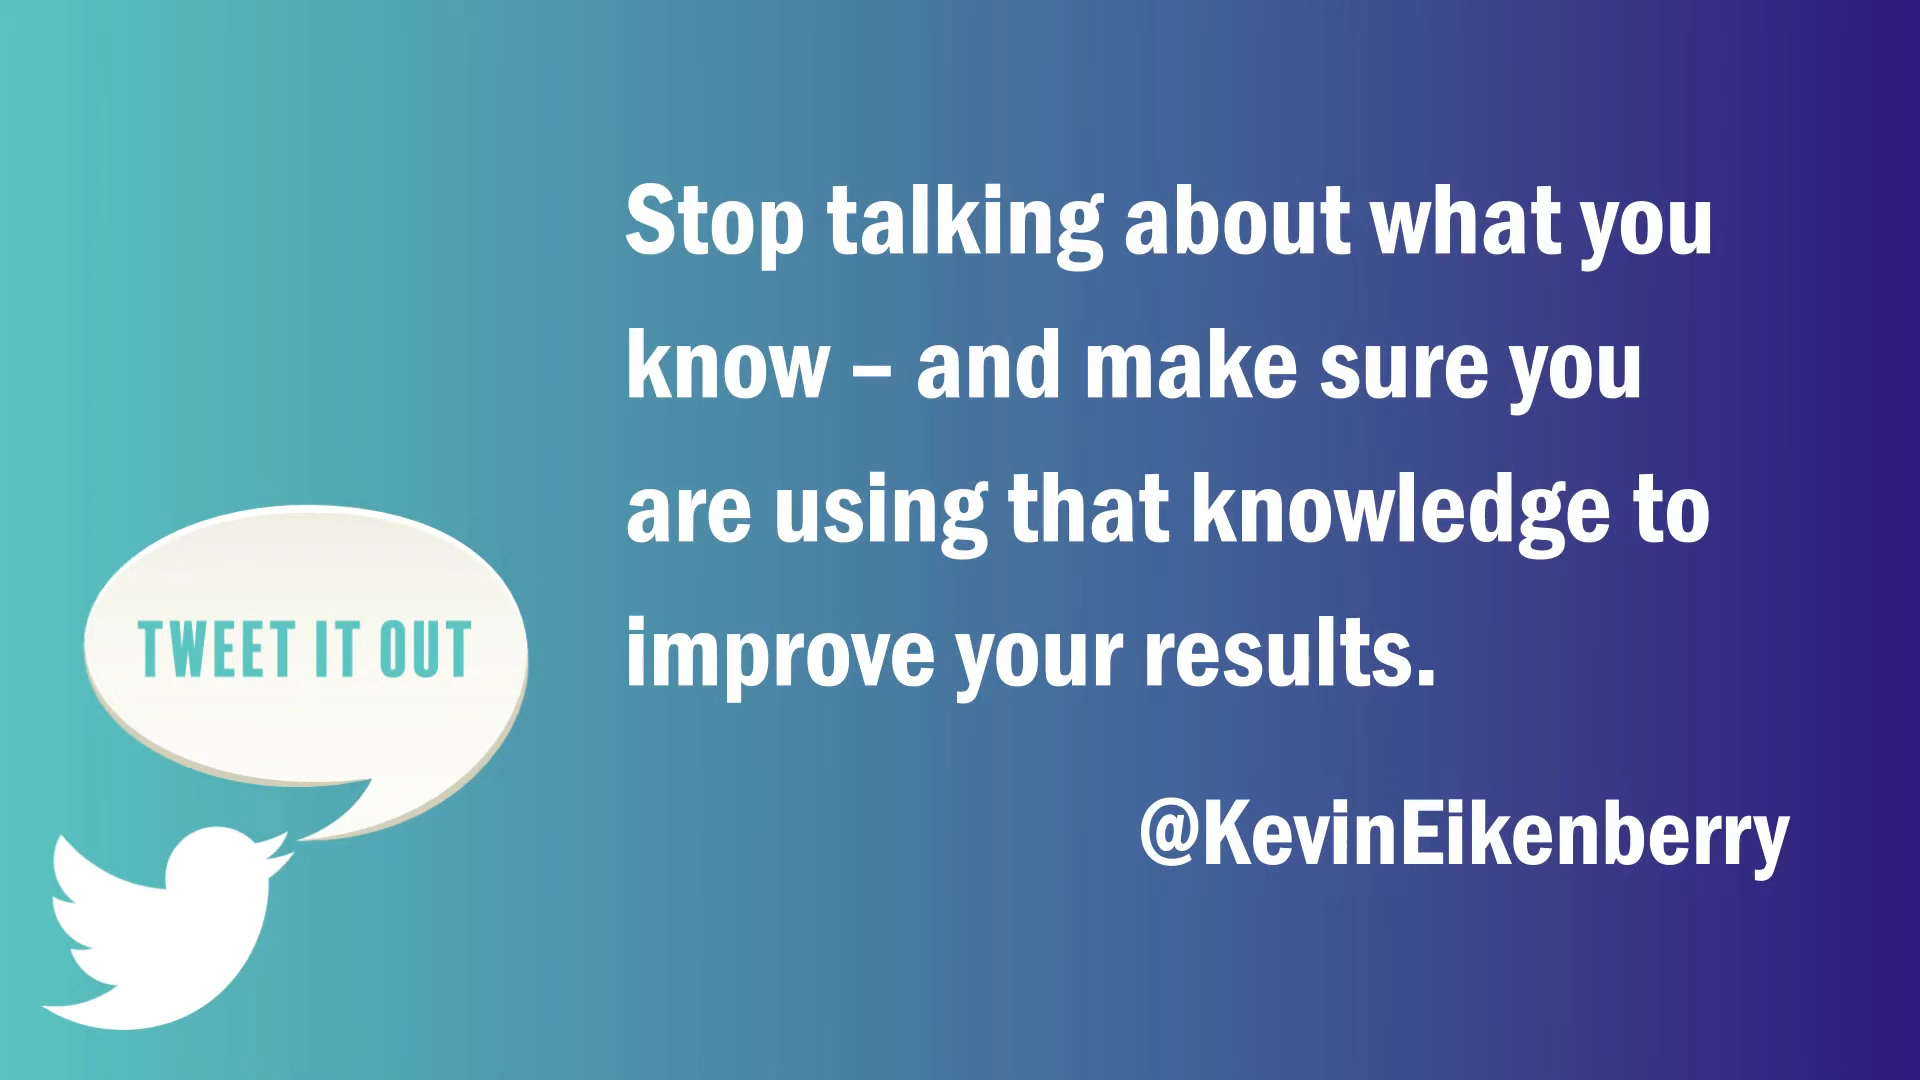 Stop talking about what you
know – and make sure you
are using that knowledge to
improve your results.
TWEET IT OUT
@KevinEikenberry